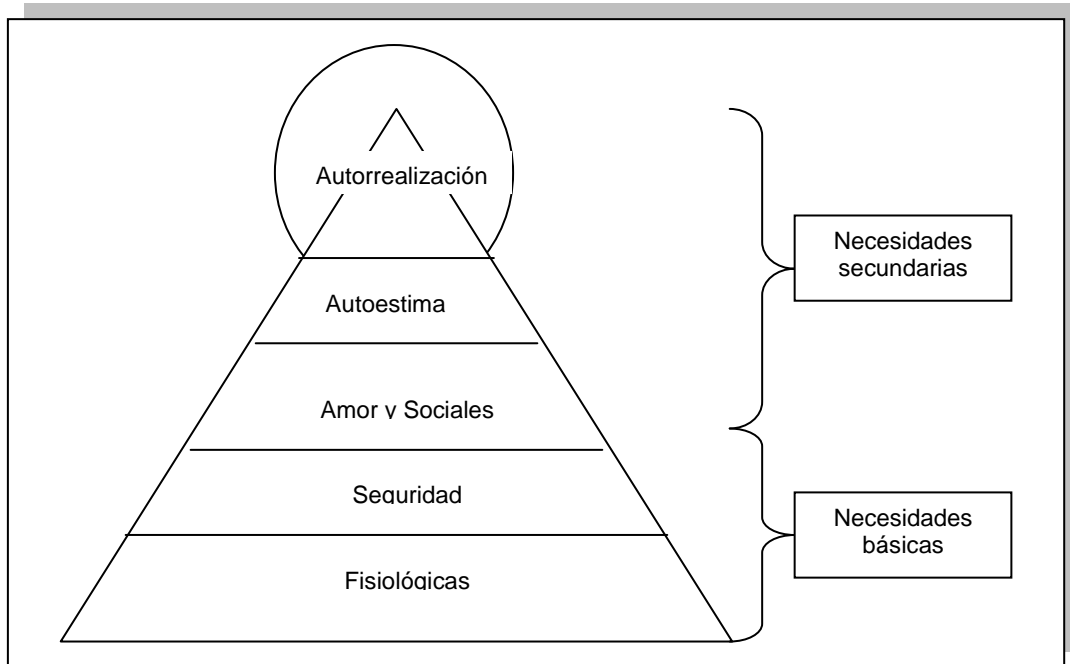 Autorrealización
Autoestima
Amor y Sociales
Seguridad
Fisiológicas
Necesidades
secundarias
Necesidades
básicas